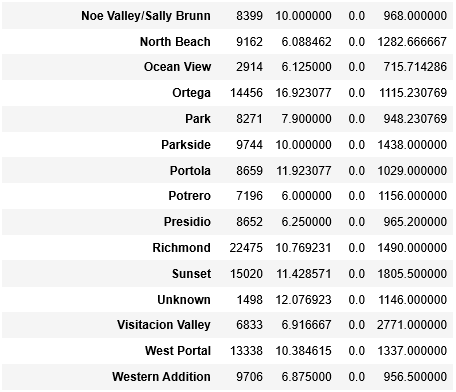 Noe Valley/Sally Brunn 8399 10.000000 0.0 968.000000
North Beach 9162 6.088462 0.0 1282.666667
Ocean View 2914 6.125000 0.0 715.714286
Ortega 14456 16.923077 0.0 1115.230769
Park 8271 7.900000 0.0 948.230769
Parkside 9744 10.000000 0.0 1438.000000
Portola 8659 11.923077 0.0 1029.000000
Potrero 7196 6.000000 0.0 1156.000000
Presidio 8652 6.250000 0.0 965.200000
Richmond 22475 10.769231 0.0 1490.000000
Sunset 15020 11.428571 0.0 1805.500000
Unknown 1498 12.076923 0.0 1146.000000
Visitacion Valley 6833 6.916667 0.0 2771.000000
West Portal 13338 10.384615 0.0 1337.000000
Western Addition 9706 6.875000 0.0 956.500000